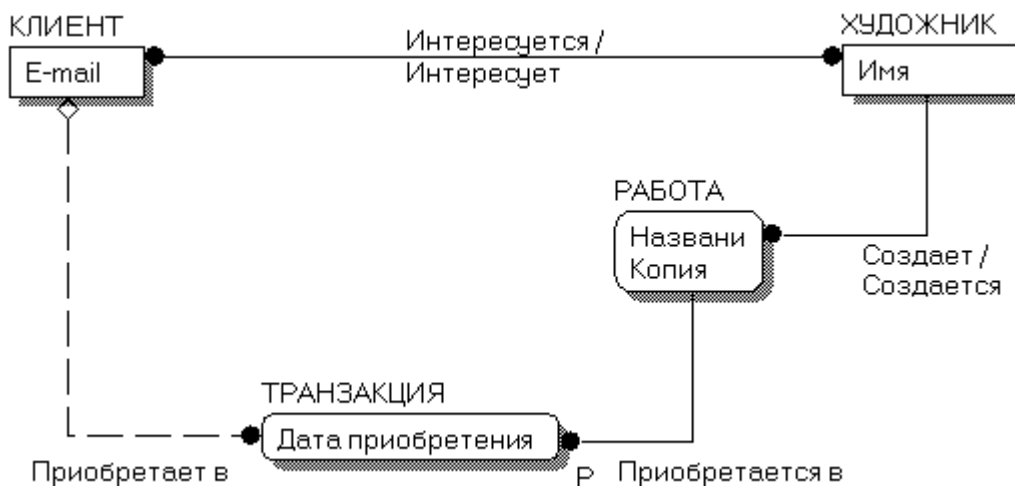 КЛИЕНТ
E-mail
Интересуется /
Интересует
ХУДОЖНИК
Имя
РАБОТА
Названи
Копия
Создает /
Создается
ТРАНЗАКЦИЯ
Дата приобретения
Приобретает в
P
Приобретается в